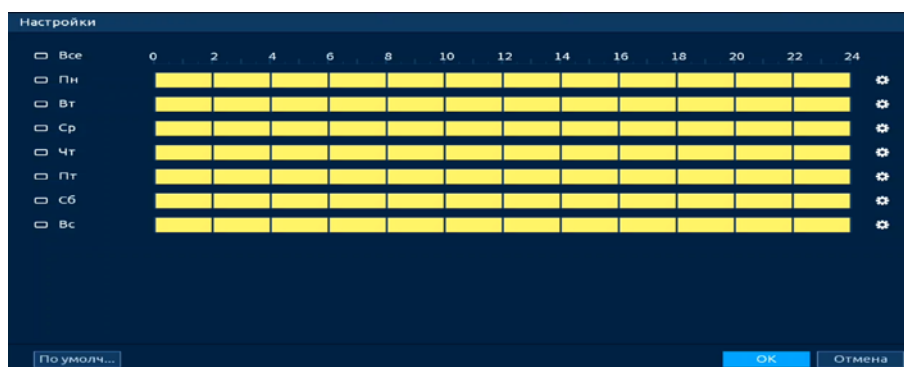 Настройки
Все 0 2 4 6 8 10 12 14 16 18 20 22 24
Пн
Вт
Ср
Чт
Пт
Сб
Вс
По умолч... OK Отмена